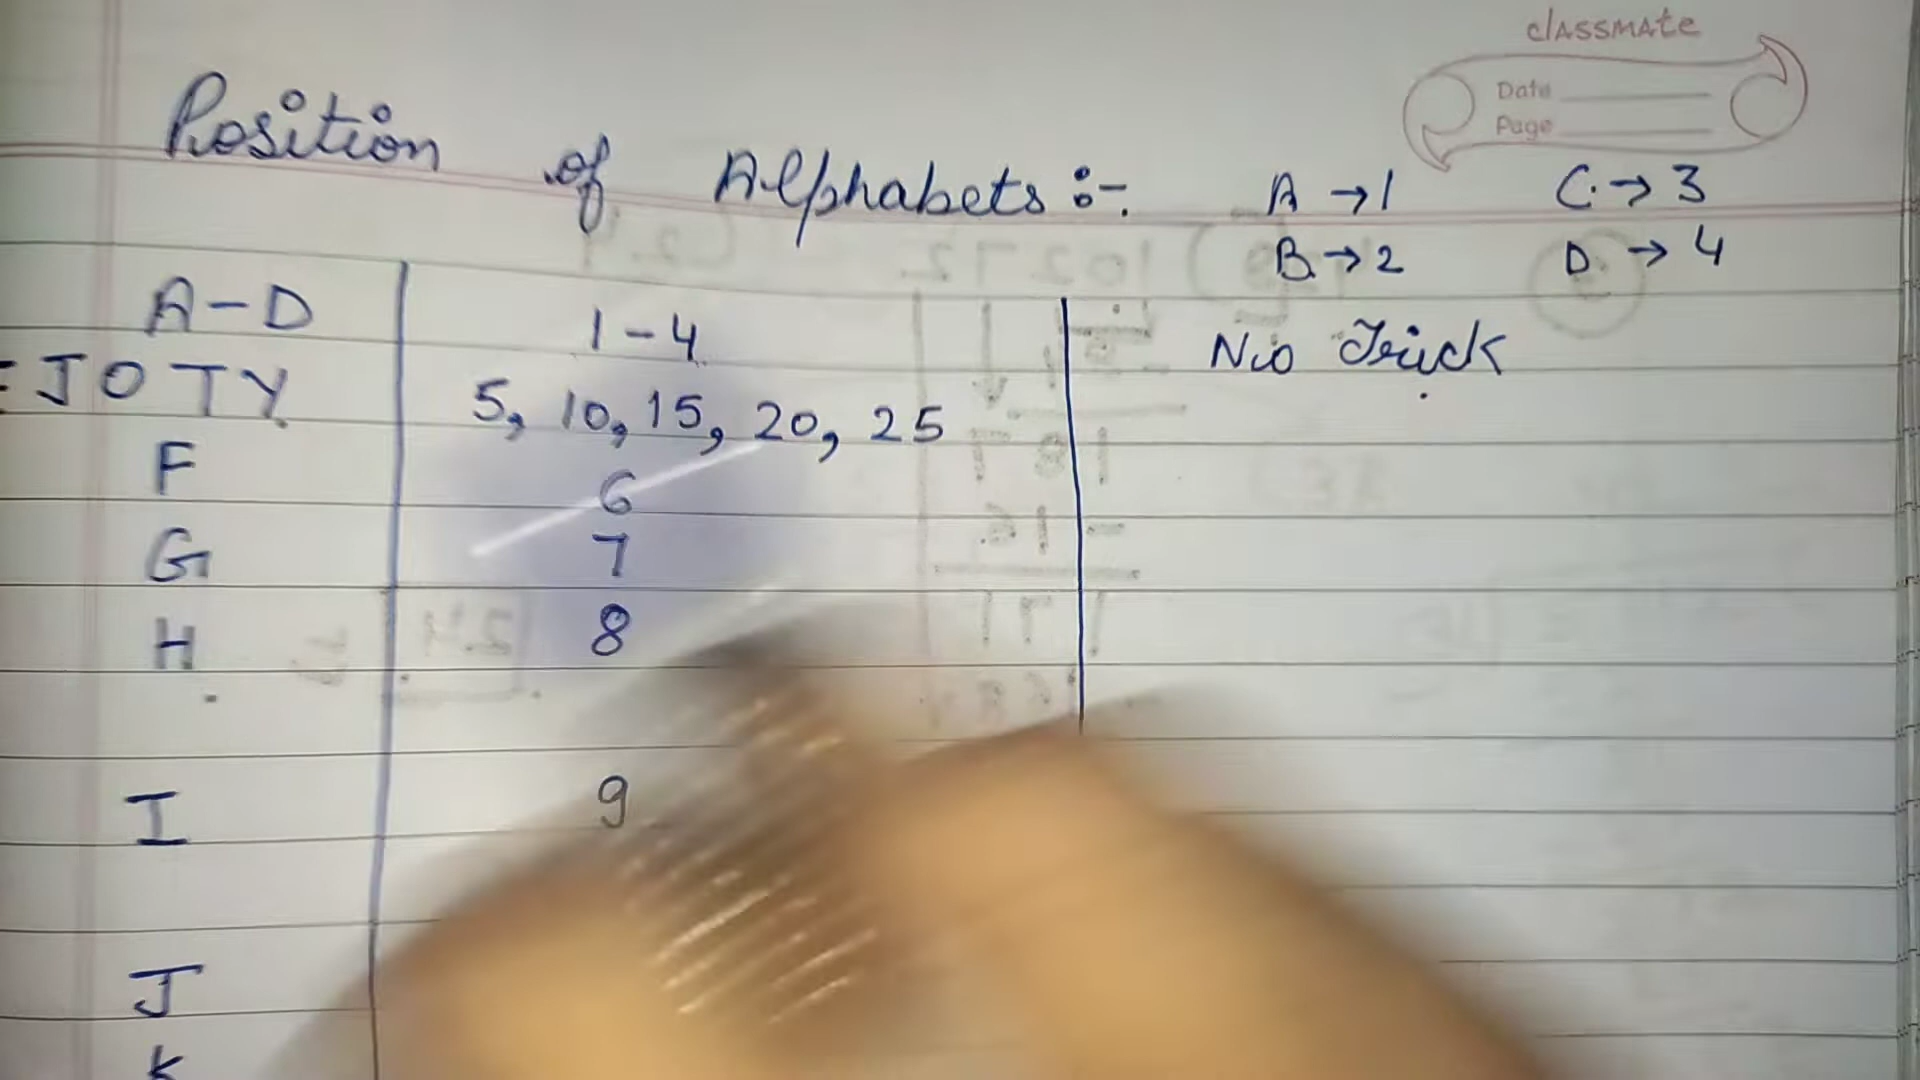 classmate
Date
Page
Position of Alphabets :-
A → 1 C → 3
B → 2 D → 4
A-D 1-4 No Trick
EJOTY 5, 10, 15, 20, 25
F 6
G 7
H 8
I 9
J
K